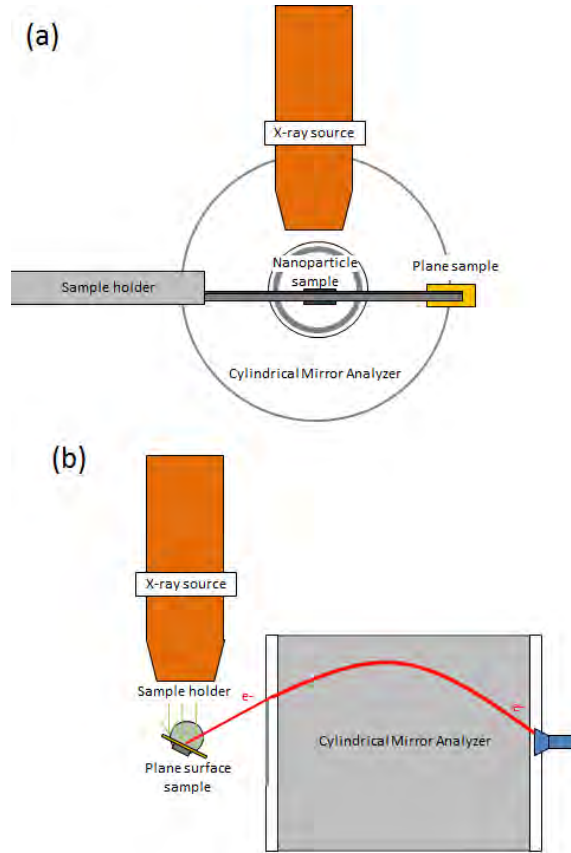 (a)
X-ray source
Nanoparticle
sample
Plane sample
Sample holder
Cylindrical Mirror Analyzer
(b)
X-ray source
Sample holder
e-
e-
Cylindrical Mirror Analyzer
Plane surface
sample